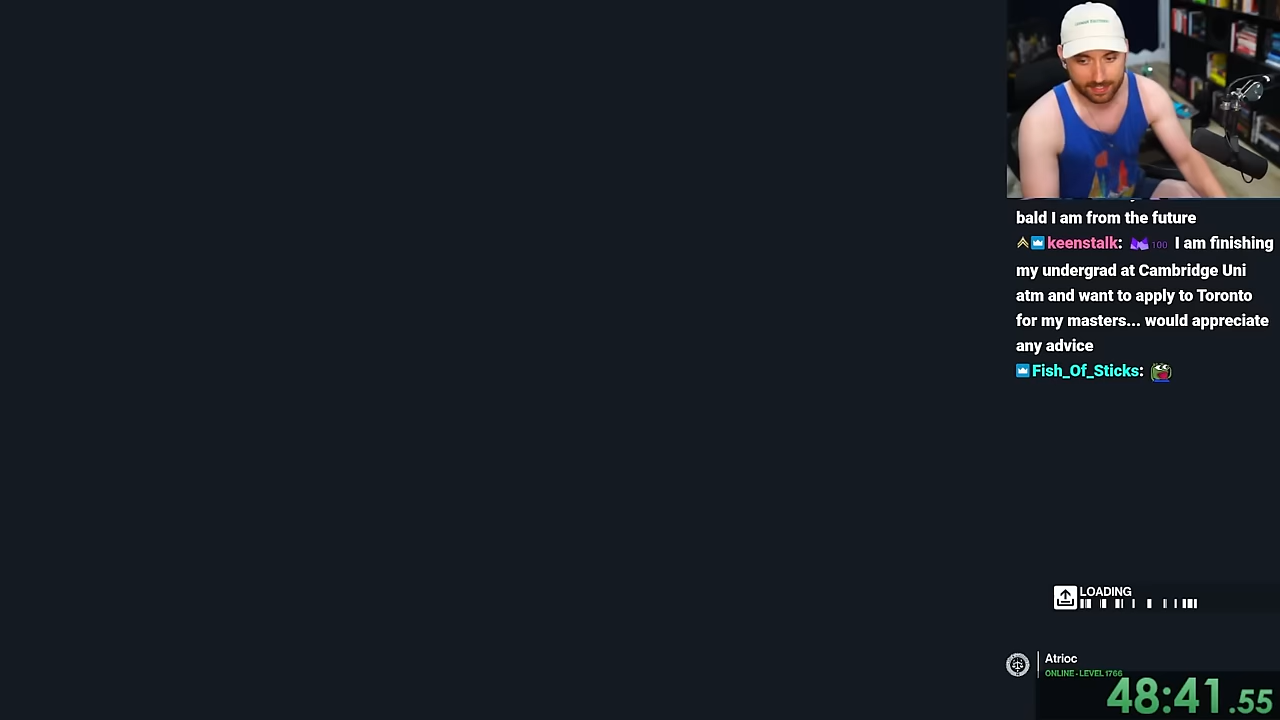 bald I am from the future
keenstalk: 100 I am finishing
my undergrad at Cambridge Uni
atm and want to apply to Toronto
for my masters... would appreciate
any advice
Fish_Of_Sticks:
LOADING
Atrioc
ONLINE - LEVEL 1766
48:41.55